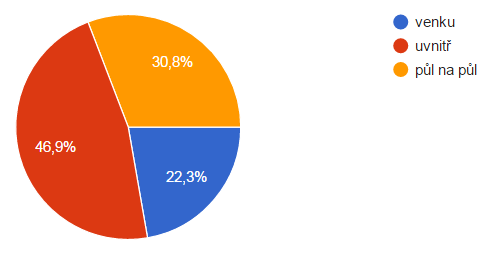 venku
uvnitř
půl na půl
30,8%
46,9%
22,3%